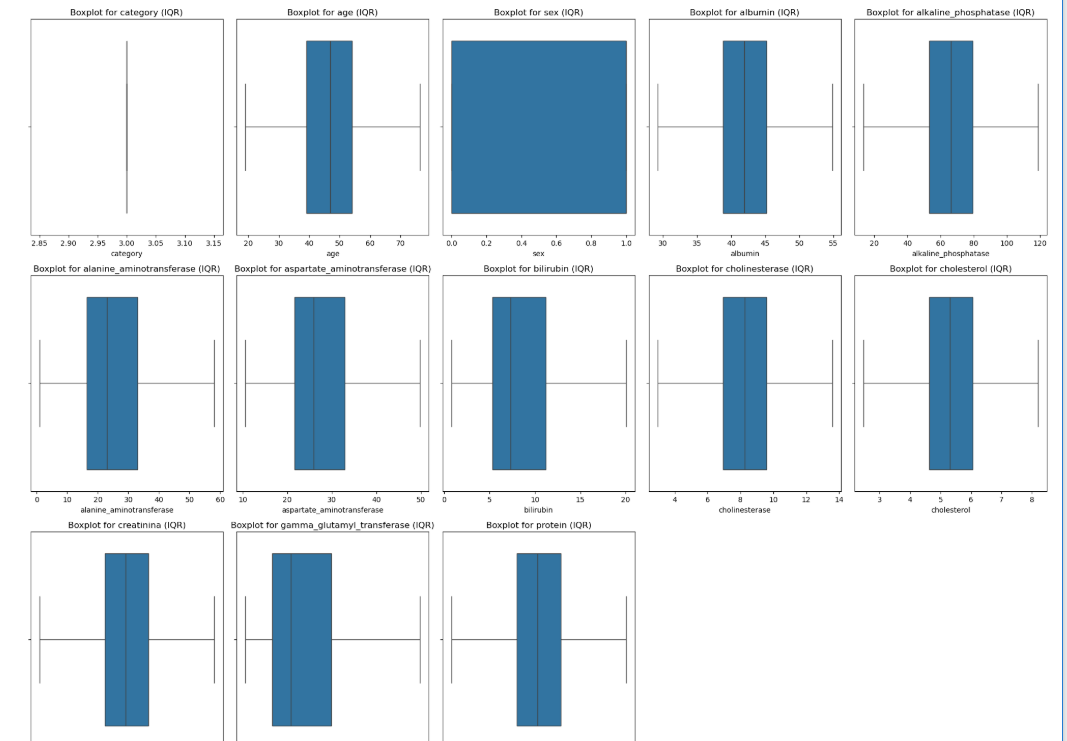 Boxplot for category (IQR)
Boxplot for age (IQR)
Boxplot for sex (IQR)
Boxplot for albumin (IQR)
Boxplot for alkaline_phosphatase (IQR)
2.85 2.90 2.95 3.00 3.05 3.10 3.15
20 30 40 50 60 70
0.0 0.2 0.4 0.6 0.8 1.0
30 35 40 45 50 55
20 40 60 80 100 120
category
age
sex
albumin
alkaline_phosphatase
Boxplot for alanine_aminotransferase (IQR)
Boxplot for aspartate_aminotransferase (IQR)
Boxplot for bilirubin (IQR)
Boxplot for cholinesterase (IQR)
Boxplot for cholesterol (IQR)
0 10 20 30 40 50 60
10 20 30 40 50
0 5 10 15 20
4 6 8 10 12 14
3 4 5 6 7 8
alanine_aminotransferase
aspartate_aminotransferase
bilirubin
cholinesterase
cholesterol
Boxplot for creatinina (IQR)
Boxplot for gamma_glutamyl_transferase (IQR)
Boxplot for protein (IQR)